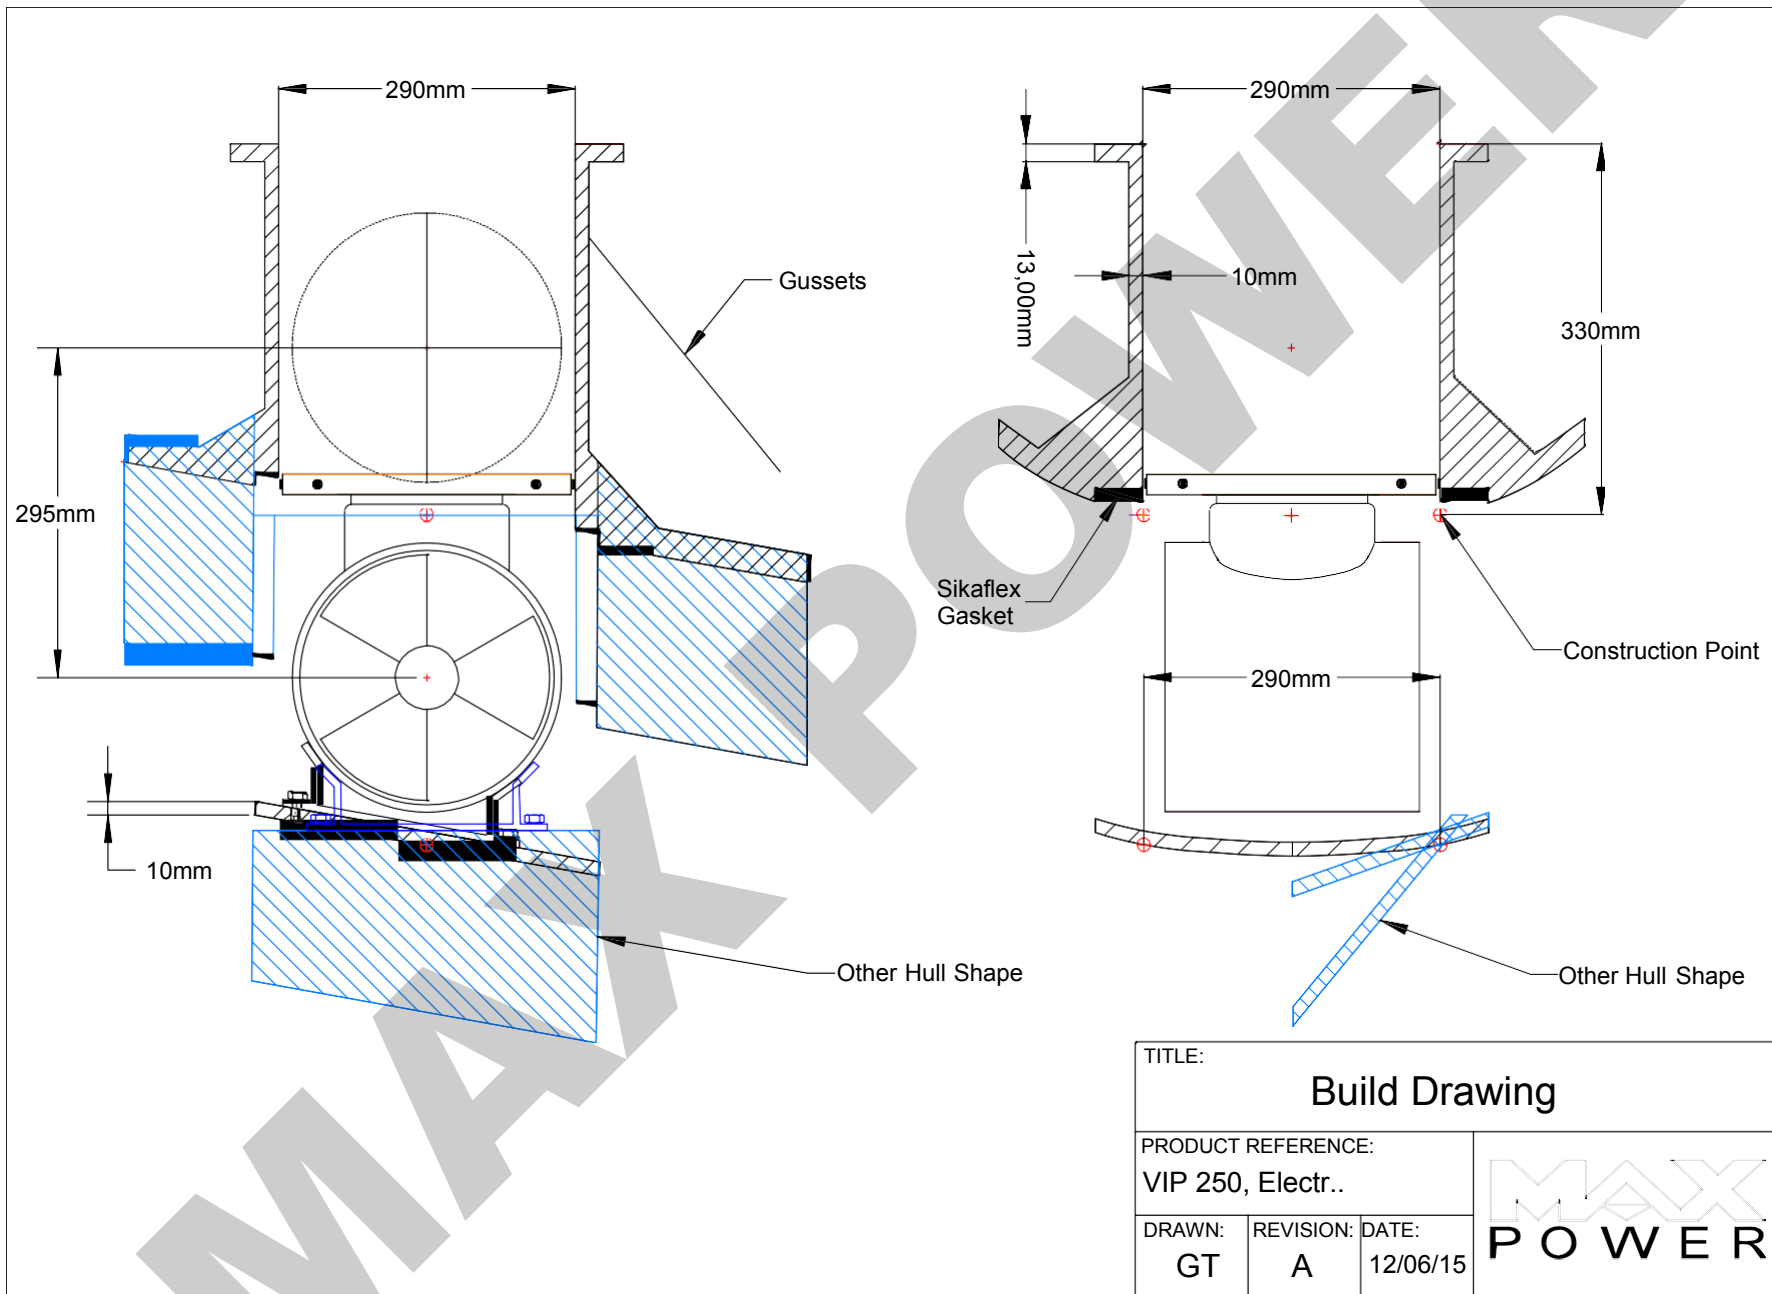 290mm
290mm
Gussets
13,00mm
10mm
330mm
295mm
Sikaflex
Gasket
Construction Point
290mm
10mm
Other Hull Shape
Other Hull Shape
MAX POWER
TITLE:
Build Drawing
PRODUCT REFERENCE:
VIP 250, Electr..
DRAWN:
GT
REVISION:
A
DATE:
12/06/15
MAX
POWER